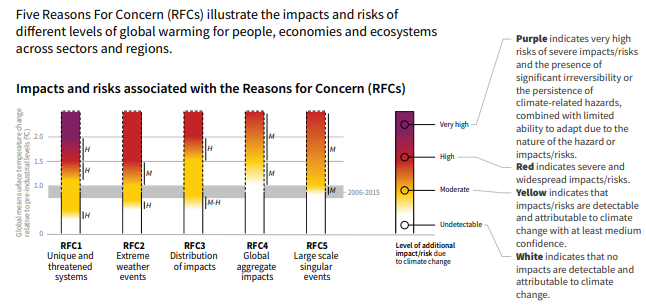 Five Reasons For Concern (RFCs) illustrate the impacts and risks of
different levels of global warming for people, economies and ecosystems
across sectors and regions.
Impacts and risks associated with the Reasons for Concern (RFCs)
Global mean surface temperature change
relative to pre-industrial levels (°C)
2.0
1.5
1.0
0
H
H
H
M
M
H
H
M-H
M
M
M
M
2006-2015
RFC1
Unique and
threatened
systems
RFC2
Extreme
weather
events
RFC3
Distribution
of impacts
RFC4
Global
aggregate
impacts
RFC5
Large scale
singular
events
Very high
High
Moderate
Undetectable
Level of additional
impact/risk due
to climate change
Purple indicates very high
risks of severe impacts/risks
and the presence of
significant irreversibility or
the persistence of
climate-related hazards,
combined with limited
ability to adapt due to the
nature of the hazard or
impacts/risks.
Red indicates severe and
widespread impacts/risks.
Yellow indicates that
impacts/risks are detectable
and attributable to climate
change with at least medium
confidence.
White indicates that no
impacts are detectable and
attributable to climate
change.